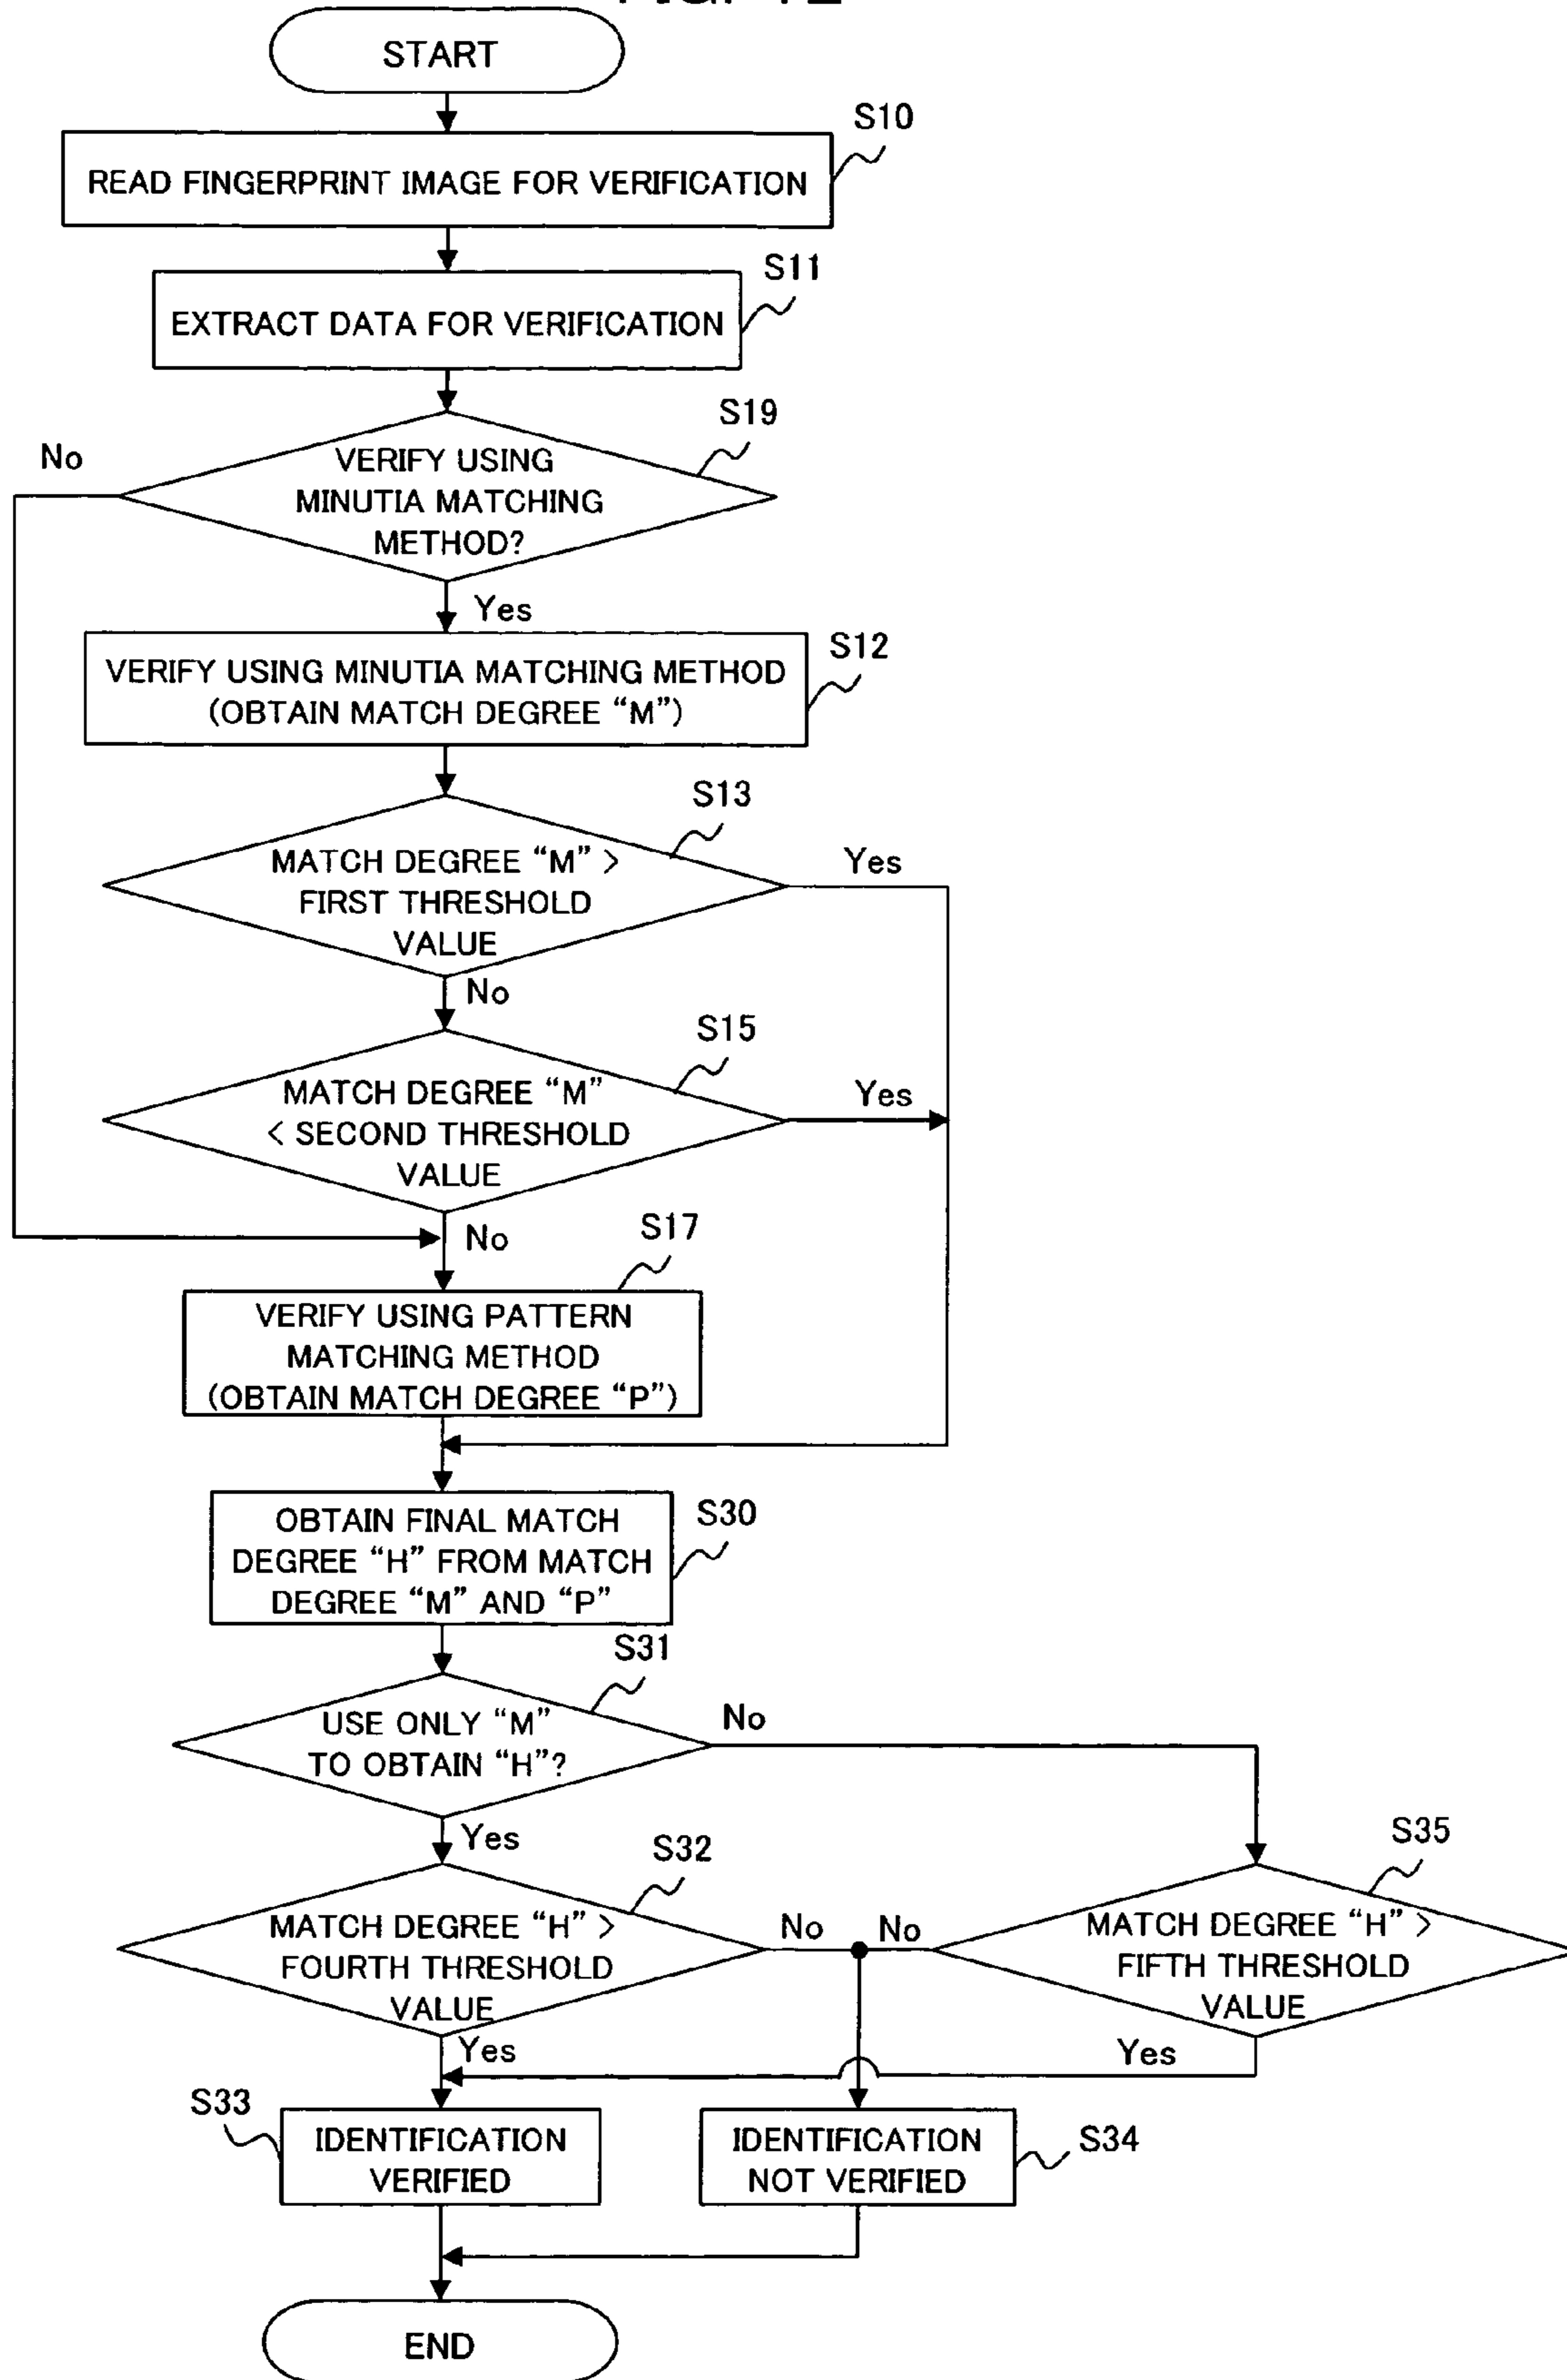 START
S10
READ FINGERPRINT IMAGE FOR VERIFICATION
S11
EXTRACT DATA FOR VERIFICATION
S19
No
VERIFY USING
MINUTIA MATCHING
METHOD?
Yes
S12
VERIFY USING MINUTIA MATCHING METHOD
(OBTAIN MATCH DEGREE “M”)
S13
MATCH DEGREE “M” >
FIRST THRESHOLD
VALUE
Yes
No
S15
MATCH DEGREE “M”
< SECOND THRESHOLD
VALUE
Yes
No
S17
VERIFY USING PATTERN
MATCHING METHOD
(OBTAIN MATCH DEGREE “P”)
S30
OBTAIN FINAL MATCH
DEGREE “H” FROM MATCH
DEGREE “M” AND “P”
S31
USE ONLY “M”
TO OBTAIN “H”?
No
Yes
S32
MATCH DEGREE “H” >
FOURTH THRESHOLD
VALUE
No
No
S35
MATCH DEGREE “H” >
FIFTH THRESHOLD
VALUE
Yes
Yes
S33
IDENTIFICATION
VERIFIED
IDENTIFICATION
NOT VERIFIED
S34
END